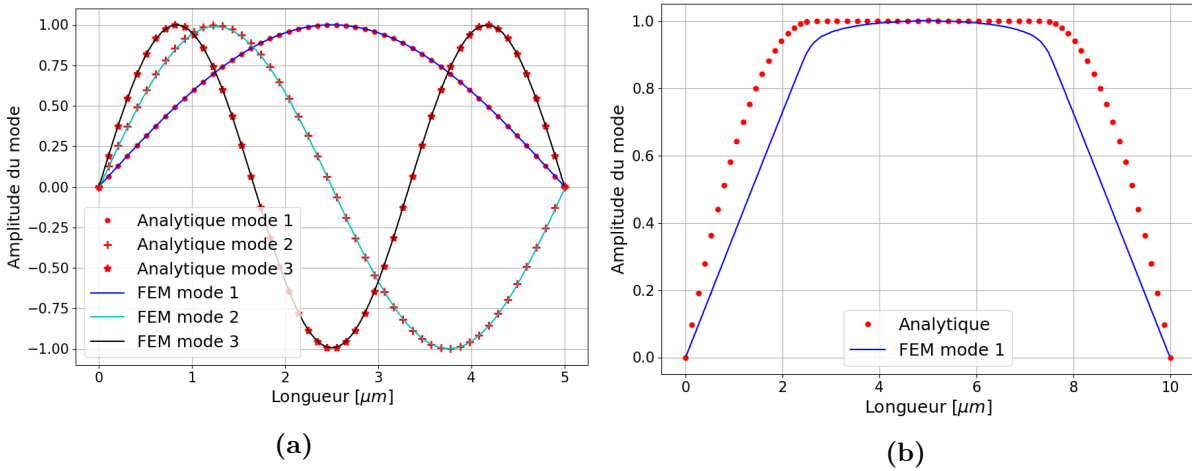 1.00
0.75
0.50
0.25
0.00
−0.25
−0.50
−0.75
−1.00
Amplitude du mode
Analytique mode 1
Analytique mode 2
Analytique mode 3
FEM mode 1
FEM mode 2
FEM mode 3
0 1 2 3 4 5
Longueur [μm]
(a)
1.0
0.8
0.6
0.4
0.2
0.0
Amplitude du mode
Analytique
FEM mode 1
0 2 4 6 8 10
Longueur [μm]
(b)